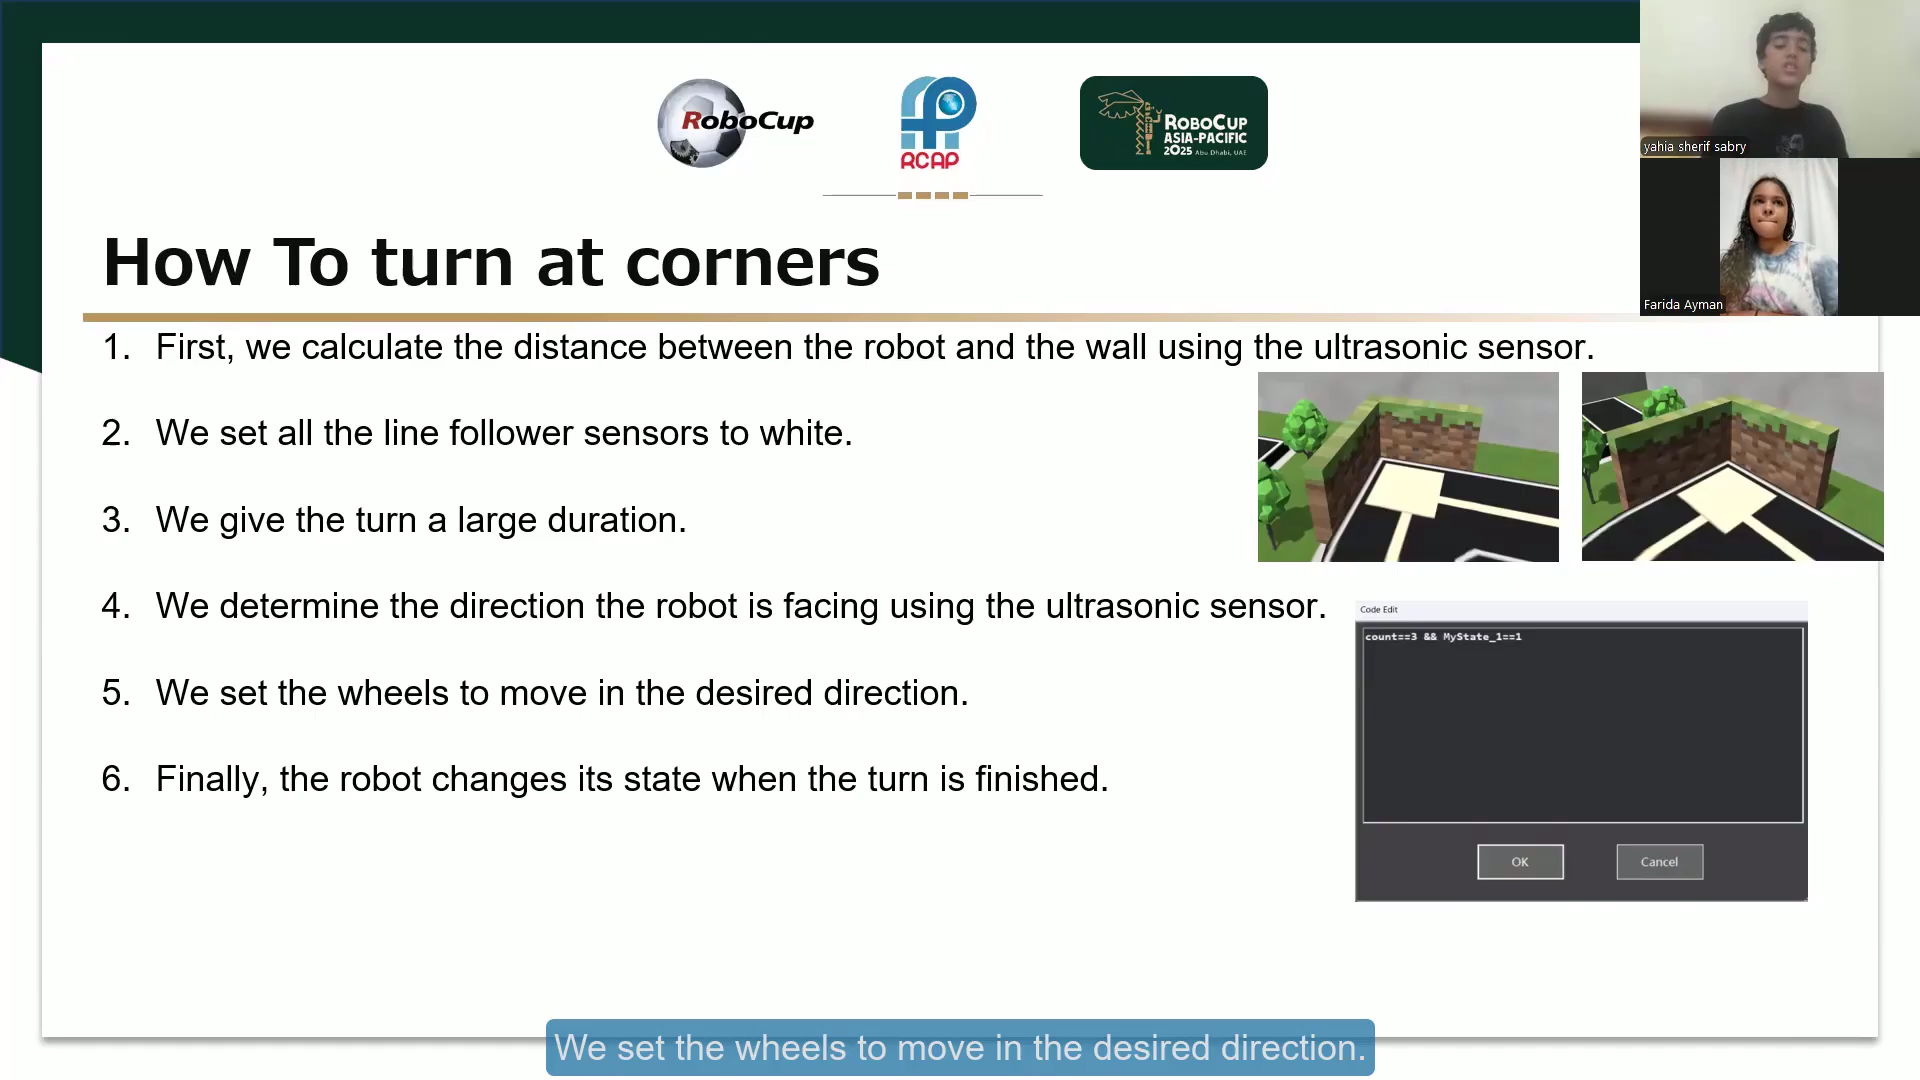 RoboCup
RCAP
RoboCup
Asia-Pacific
2025 Abu Dhabi, UAE
yahia sherif sabry
Farida Ayman
How To turn at corners
1. First, we calculate the distance between the robot and the wall using the ultrasonic sensor.
2. We set all the line follower sensors to white.
3. We give the turn a large duration.
4. We determine the direction the robot is facing using the ultrasonic sensor.
5. We set the wheels to move in the desired direction.
6. Finally, the robot changes its state when the turn is finished.
Code Edit
count==3 && MyState_1==1
OK
Cancel
We set the wheels to move in the desired direction.